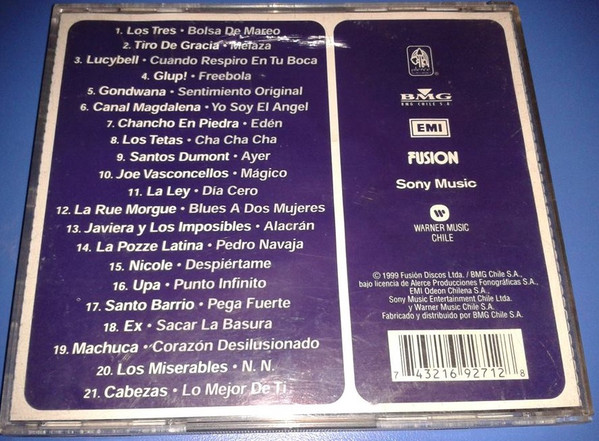 1. Los Tres • Bolsa De Mareo
2. Tiro De Gracia • Melaza
3. Lucybell • Cuando Respiro En Tu Boca
4. Glup! • Freebola
5. Gondwana • Sentimiento Original
6. Canal Magdalena • Yo Soy El Angel
7. Chancho En Piedra • Edén
8. Los Tetas • Cha Cha Cha
9. Santos Dumont • Ayer
10. Joe Vasconcellos • Mágico
11. La Ley • Día Cero
12. La Rue Morgue • Blues A Dos Mujeres
13. Javiera y Los Imposibles • Alacrán
14. La Pozze Latina • Pedro Navaja
15. Nicole • Despiértame
16. Upa • Punto Infinito
17. Santo Barrio • Pega Fuerte
18. Ex • Sacar La Basura
19. Machuca • Corazón Desilusionado
20. Los Miserables • N. N.
21. Cabezas • Lo Mejor De Ti
BMG
BMG CHILE S.A.
EMI
FUSION
Sony Music
WARNER MUSIC
CHILE
© 1999 Fusión Discos Ltda. / BMG Chile S.A.,
bajo licencia de Alerce Producciones Fonográficas S.A.,
EMI Odeon Chilena S.A.,
Sony Music Entertainment Chile Ltda.
y Warner Music Chile S.A.
Fabricado y distribuido por BMG Chile S.A.
7 43216 92712 8